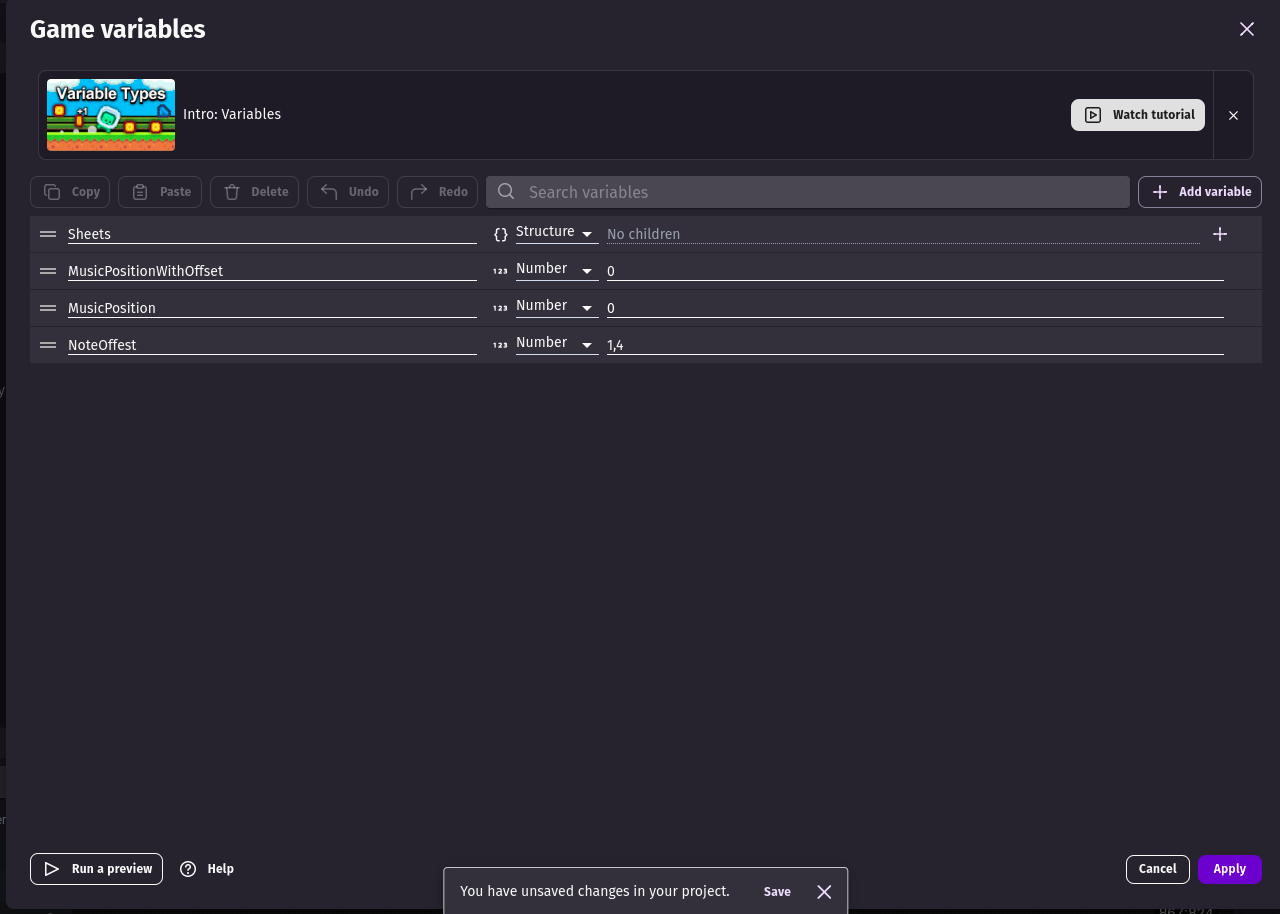 Game variables
Variable Types
+1
Intro: Variables
Watch tutorial
Copy
Paste
Delete
Undo
Redo
Search variables
Add variable
Sheets
{} Structure
No children
MusicPositionWithOffset
123 Number
0
MusicPosition
123 Number
0
NoteOffest
123 Number
1,4
Run a preview
Help
You have unsaved changes in your project.
Save
Cancel
Apply